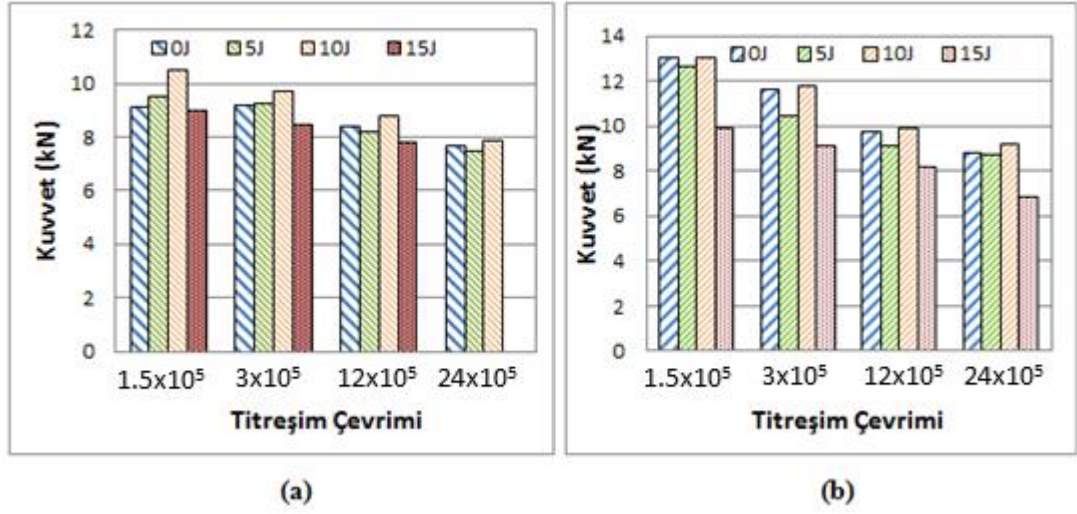 12
10
8
6
4
2
0
Kuvvet (kN)
0J 5J 10J 15J
1.5x10⁵ 3x10⁵ 12x10⁵ 24x10⁵
Titreşim Çevrimi
(a)
14
12
10
8
6
4
2
0
Kuvvet (kN)
0J 5J 10J 15J
1.5x10⁵ 3x10⁵ 12x10⁵ 24x10⁵
Titreşim Çevrimi
(b)